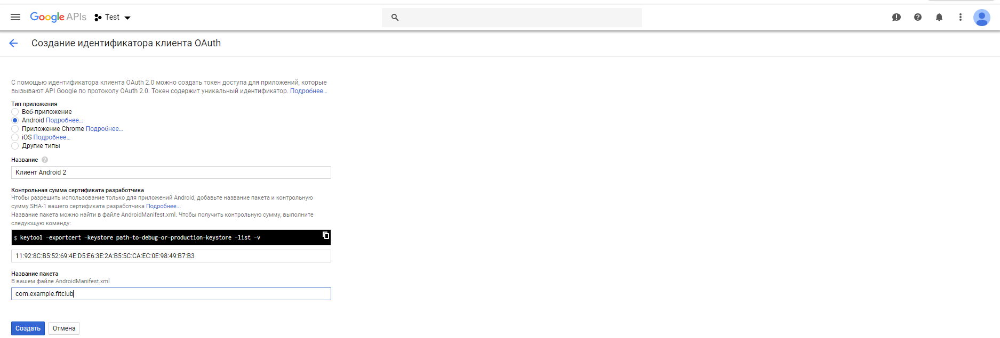 Google APIs Test
Создание идентификатора клиента OAuth
С помощью идентификатора клиента OAuth 2.0 можно создать токен доступа для приложений, которые
вызывают API Google по протоколу OAuth 2.0. Токен содержит уникальный идентификатор. Подробнее…
Тип приложения
Веб-приложение
Android Подробнее…
Приложение Chrome Подробнее…
iOS Подробнее…
Другие типы
Название
Клиент Android 2
Контрольная сумма сертификата разработчика
Чтобы разрешить использование только для приложений Android, добавьте название пакета и контрольную
сумму SHA-1 вашего сертификата разработчика Подробнее…
Название пакета можно найти в файле AndroidManifest.xml. Чтобы получить контрольную сумму, выполните
следующую команду:
$ keytool -exportcert -keystore path-to-debug-or-production-keystore -list -v
11:92:8C:B5:52:69:4E:D5:E6:3E:2A:B5:5C:CA:EC:0E:98:49:B7:B3
Название пакета
В вашем файле AndroidManifest.xml
com.example.fitclub
Создать Отмена